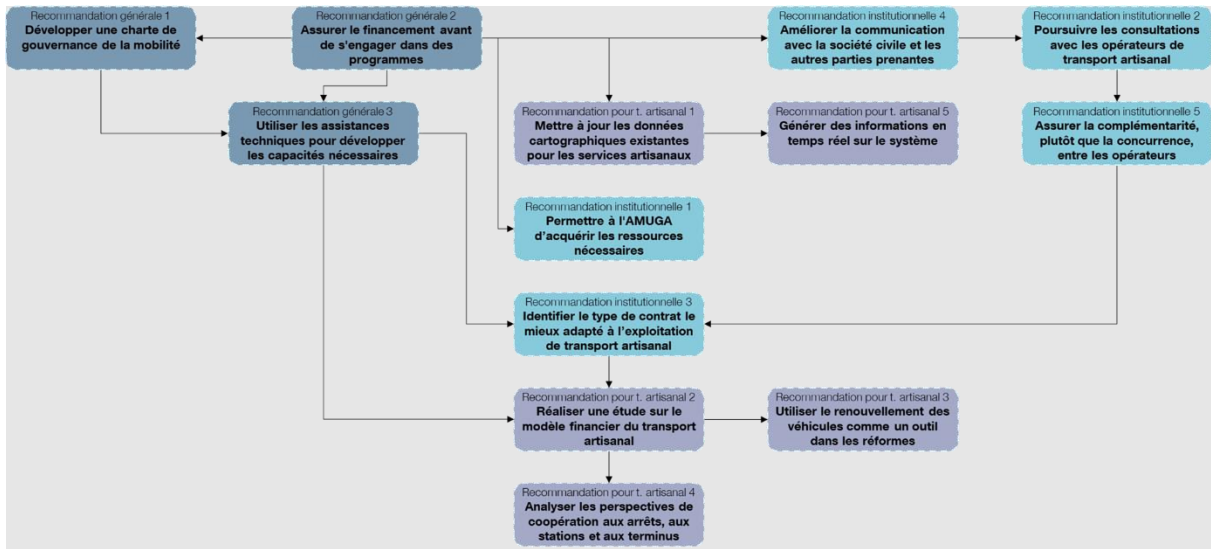 Recommandation générale 1
Développer une charte de
gouvernance de la mobilité
Recommandation générale 2
Assurer le financement avant
de s'engager dans des
programmes
Recommandation institutionnelle 4
Améliorer la communication
avec la société civile et les
autres parties prenantes
Recommandation institutionnelle 2
Poursuivre les consultations
avec les opérateurs de
transport artisanal
Recommandation générale 3
Utiliser les assistances
techniques pour développer
les capacités nécessaires
Recommandation pour t. artisanal 1
Mettre à jour les données
cartographiques existantes
pour les services artisanaux
Recommandation pour t. artisanal 5
Générer des informations en
temps réel sur le système
Recommandation institutionnelle 5
Assurer la complémentarité,
plutôt que la concurrence,
entre les opérateurs
Recommandation institutionnelle 1
Permettre à l'AMUGA
d’acquérir les ressources
nécessaires
Recommandation institutionnelle 3
Identifier le type de contrat le
mieux adapté à l’exploitation
de transport artisanal
Recommandation pour t. artisanal 2
Réaliser une étude sur le
modèle financier du transport
artisanal
Recommandation pour t. artisanal 3
Utiliser le renouvellement des
véhicules comme un outil
dans les réformes
Recommandation pour t. artisanal 4
Analyser les perspectives de
coopération aux arrêts, aux
stations et aux terminus